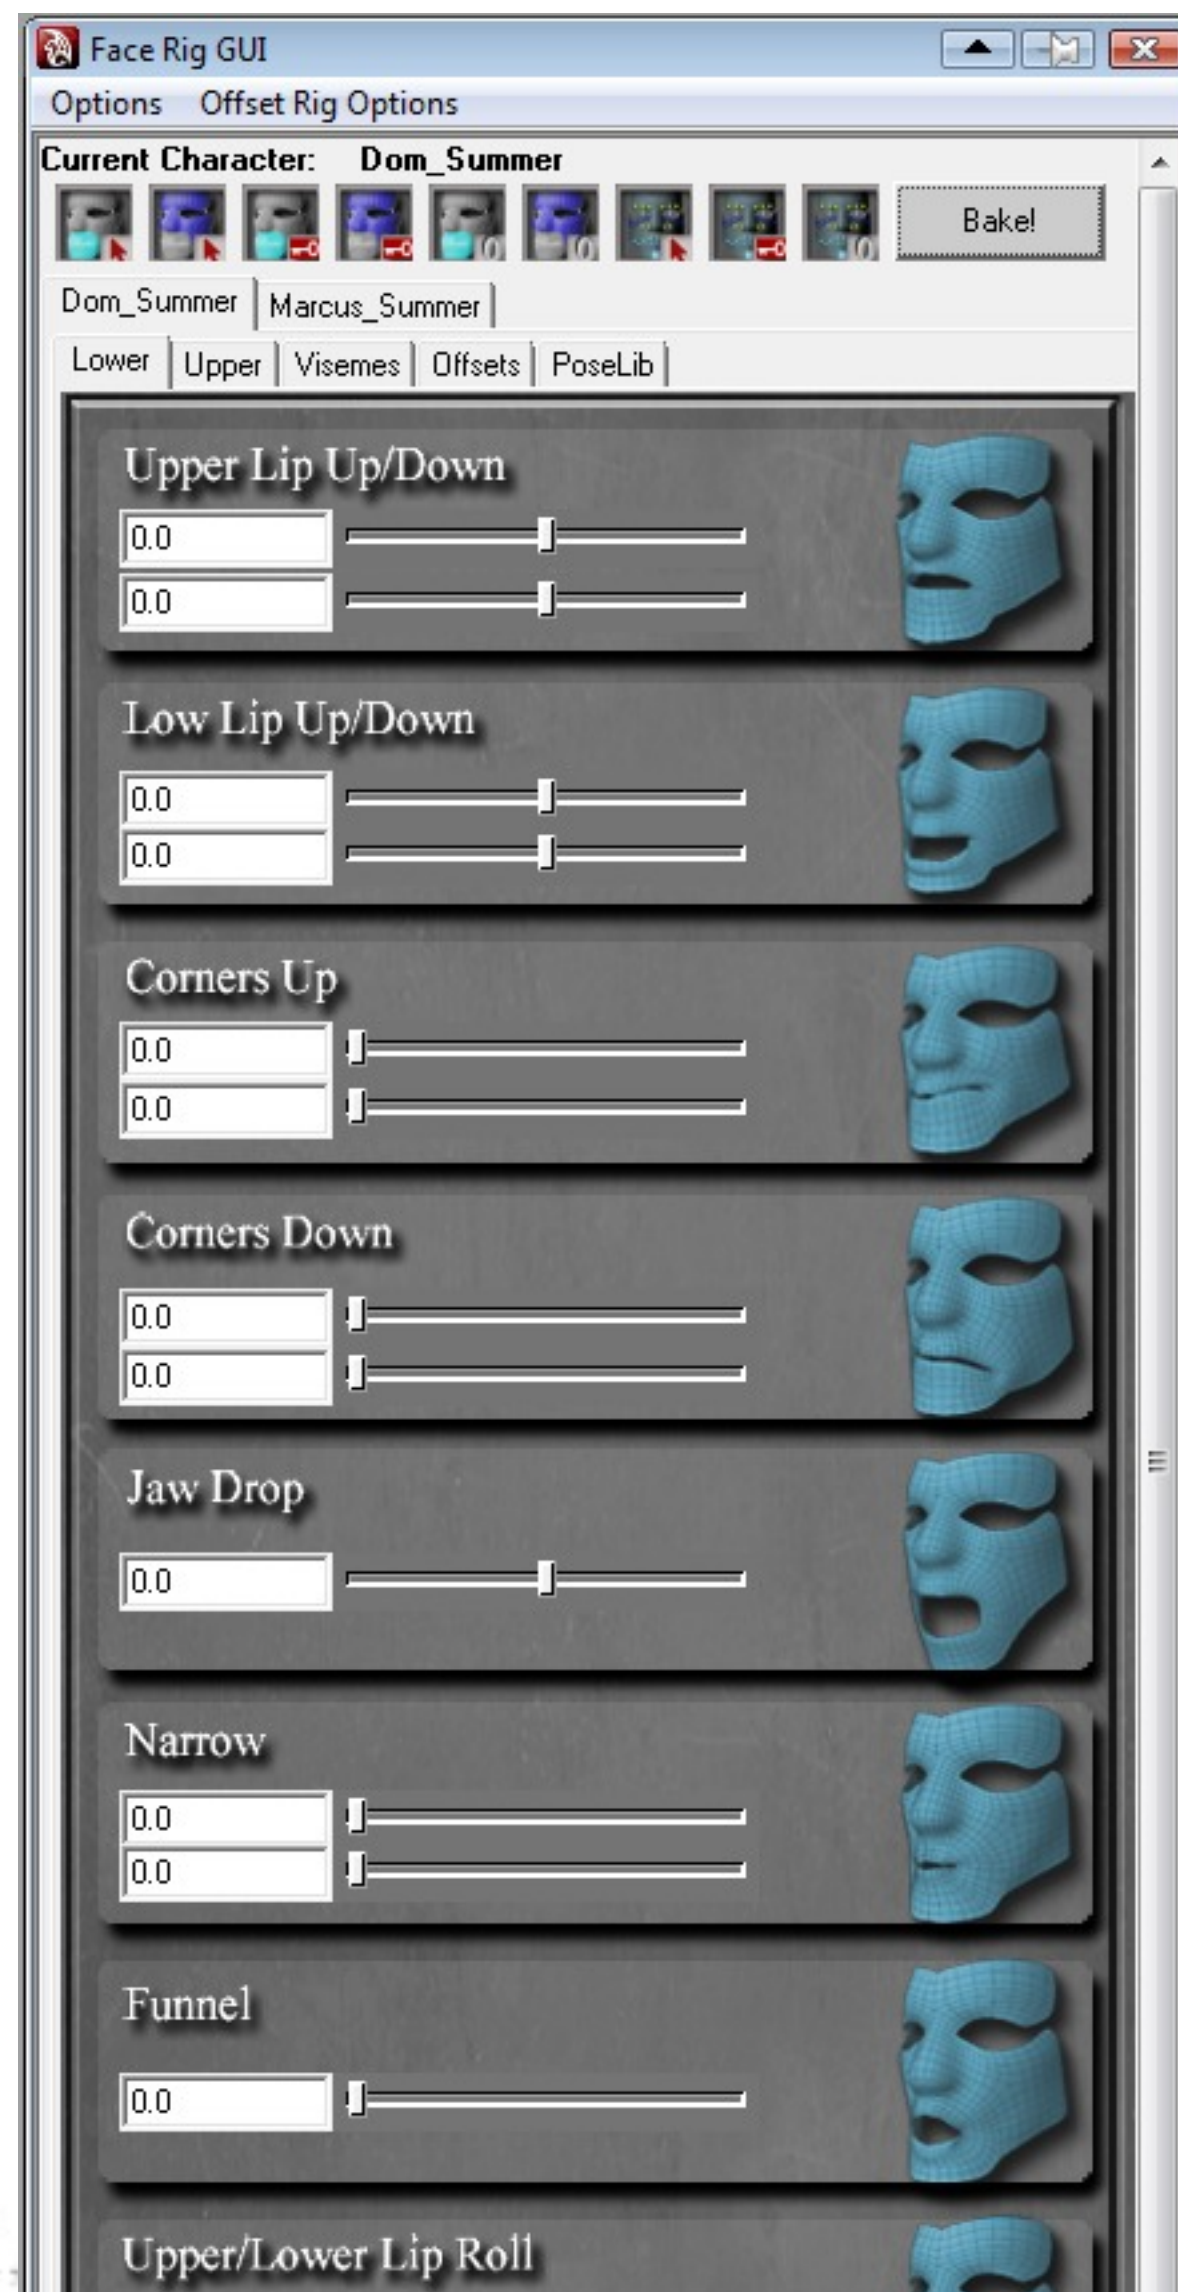 Face Rig GUI
Options Offset Rig Options
Current Character: Dom_Summer
Bake!
Dom_Summer Marcus_Summer
Lower Upper Visemes Offsets PoseLib
Upper Lip Up/Down
0.0
0.0
Low Lip Up/Down
0.0
0.0
Corners Up
0.0
0.0
Corners Down
0.0
0.0
Jaw Drop
0.0
Narrow
0.0
0.0
Funnel
0.0
Upper/Lower Lip Roll